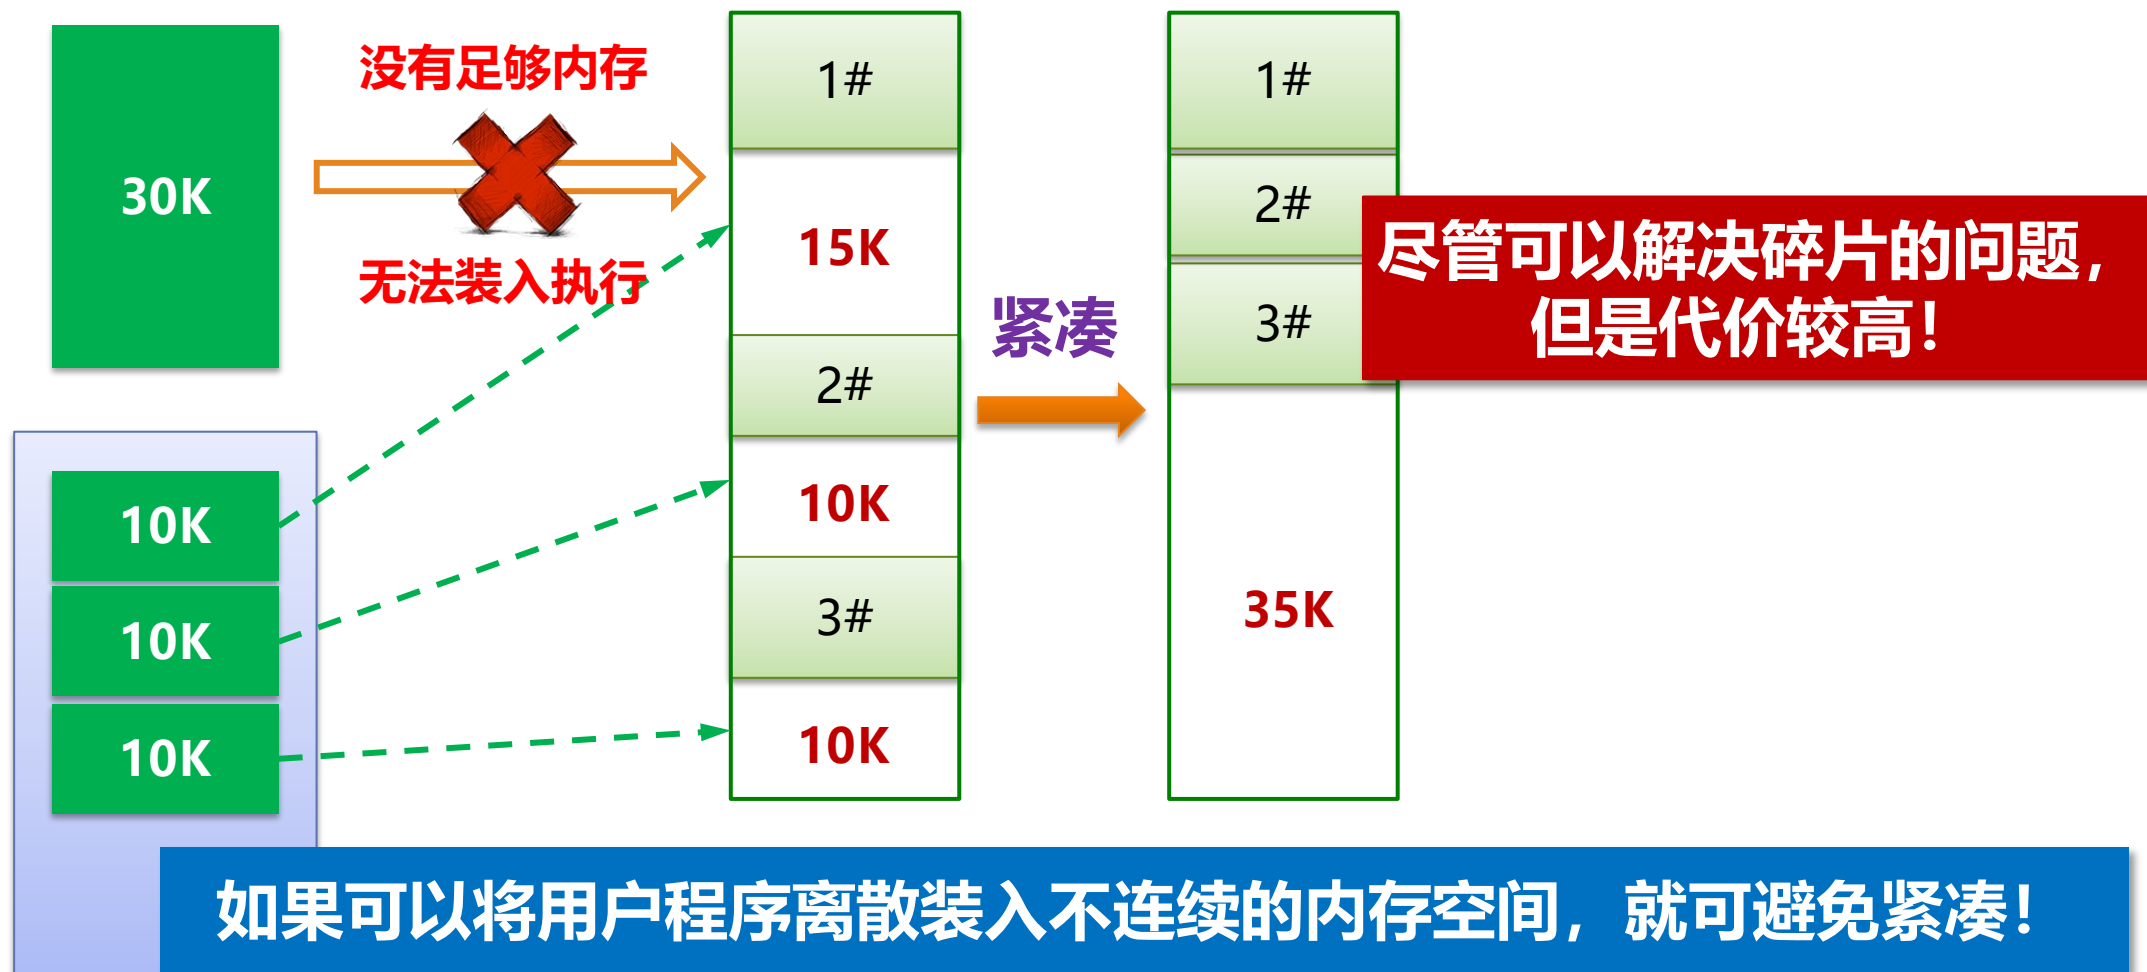 30K
没有足够内存
无法装入执行
10K
10K
10K
1#
15K
2#
10K
3#
10K
紧凑
1#
2#
3#
35K
尽管可以解决碎片的问题，
但是代价较高！
如果可以将用户程序离散装入不连续的内存空间，就可避免紧凑！